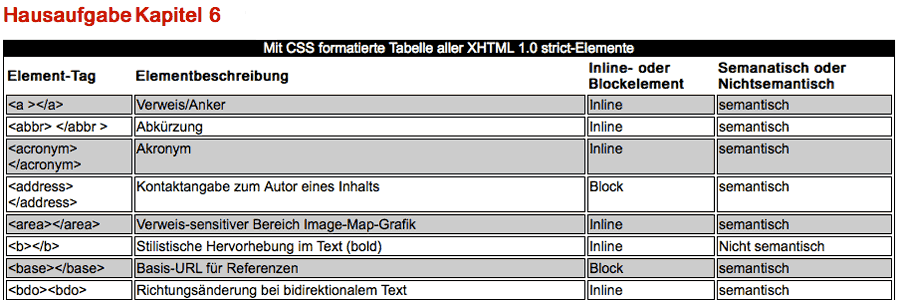 Hausaufgabe Kapitel 6
Mit CSS formatierte Tabelle aller XHTML 1.0 strict-Elemente
Element-Tag Elementbeschreibung Inline- oder Blockelement Semanatisch oder Nichtsemantisch
<a ></a> Verweis/Anker Inline semantisch
<abbr> </abbr > Abkürzung Inline semantisch
<acronym> </acronym> Akronym Inline semantisch
<address> </address> Kontaktangabe zum Autor eines Inhalts Block semantisch
<area></area> Verweis-sensitiver Bereich Image-Map-Grafik Inline semantisch
<b></b> Stilistische Hervorhebung im Text (bold) Inline Nicht semantisch
<base></base> Basis-URL für Referenzen Block semantisch
<bdo><bdo> Richtungsänderung bei bidirektionalem Text Inline semantisch